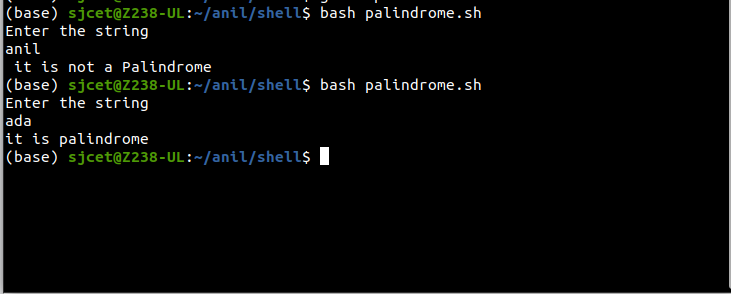 (base) sjcet@Z238-UL:~/anil/shell$ bash palindrome.sh
Enter the string
anil
 it is not a Palindrome
(base) sjcet@Z238-UL:~/anil/shell$ bash palindrome.sh
Enter the string
ada
it is palindrome
(base) sjcet@Z238-UL:~/anil/shell$